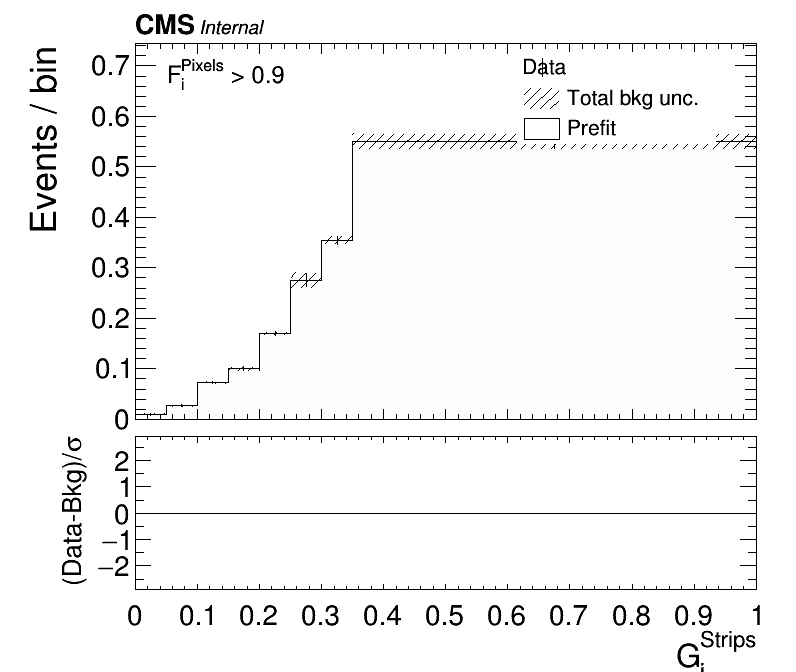 CMS Internal
Events / bin
F_i^Pixels > 0.9
Data
Total bkg unc.
Prefit
0.7
0.6
0.5
0.4
0.3
0.2
0.1
0
(Data-Bkg)/σ
2
1
0
−1
−2
0 0.1 0.2 0.3 0.4 0.5 0.6 0.7 0.8 0.9 1
G_i^Strips